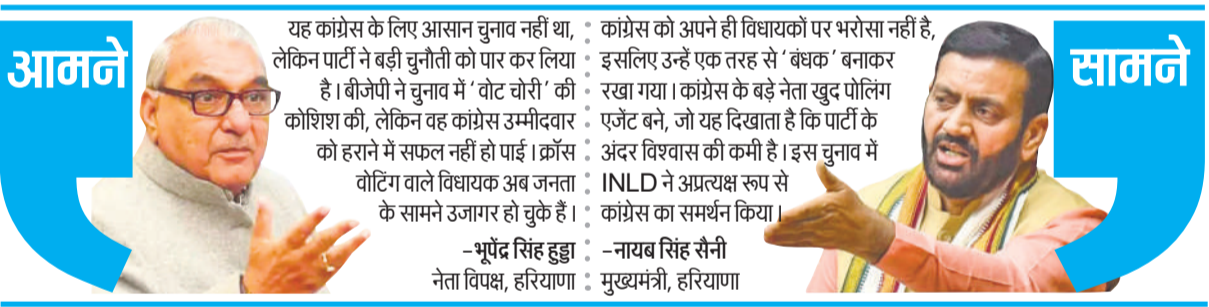 आमने
यह कांग्रेस के लिए आसान चुनाव नहीं था,
लेकिन पार्टी ने बड़ी चुनौती को पार कर लिया
है। बीजेपी ने चुनाव में ‘वोट चोरी’ की
कोशिश की, लेकिन वह कांग्रेस उम्मीदवार
को हराने में सफल नहीं हो पाई। क्रॉस
वोटिंग वाले विधायक अब जनता
के सामने उजागर हो चुके हैं।
–भूपेंद्र सिंह हुड्डा
नेता विपक्ष, हरियाणा
कांग्रेस को अपने ही विधायकों पर भरोसा नहीं है,
इसलिए उन्हें एक तरह से ‘बंधक’ बनाकर
रखा गया। कांग्रेस के बड़े नेता खुद पोलिंग
एजेंट बने, जो यह दिखाता है कि पार्टी के
अंदर विश्वास की कमी है। इस चुनाव में
INLD ने अप्रत्यक्ष रूप से
कांग्रेस का समर्थन किया।
–नायब सिंह सैनी
मुख्यमंत्री, हरियाणा
सामने